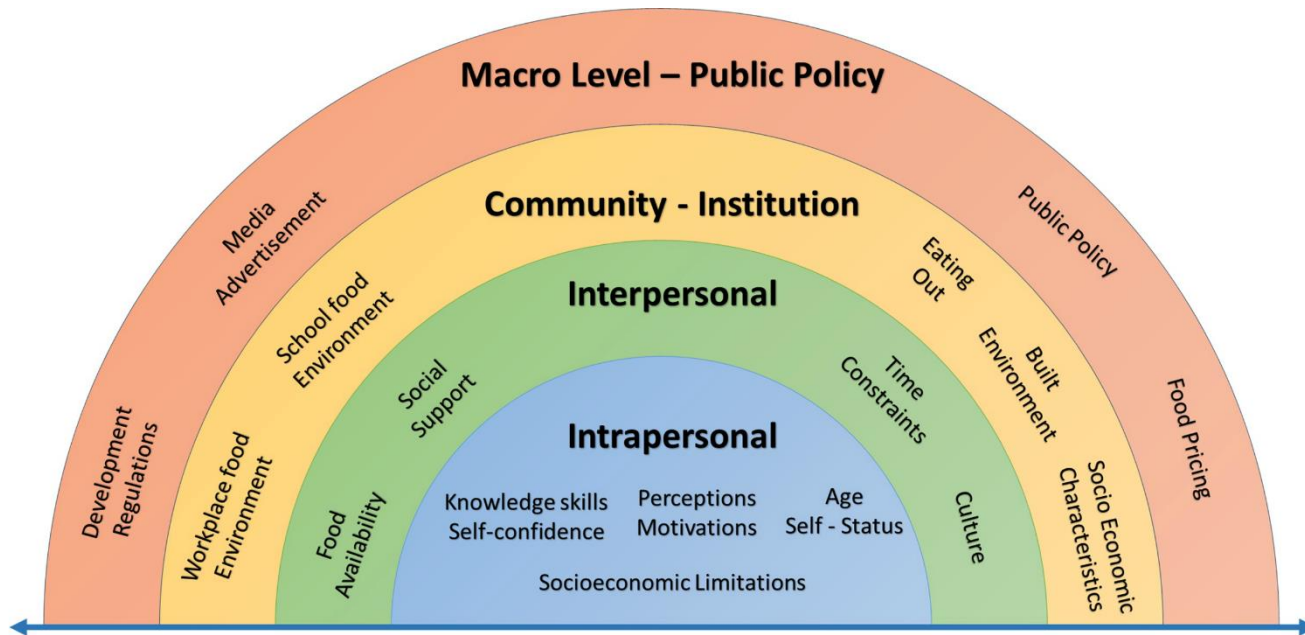 Macro Level – Public Policy
Media
Advertisement
Development
Regulations
Public Policy
Food Pricing
Community - Institution
School food
Environment
Workplace food
Environment
Eating
Out
Built
Environment
Socio Economic
Characteristics
Interpersonal
Social
Support
Food
Availability
Time
Constraints
Culture
Intrapersonal
Knowledge skills
Self-confidence
Perceptions
Motivations
Age
Self - Status
Socioeconomic Limitations